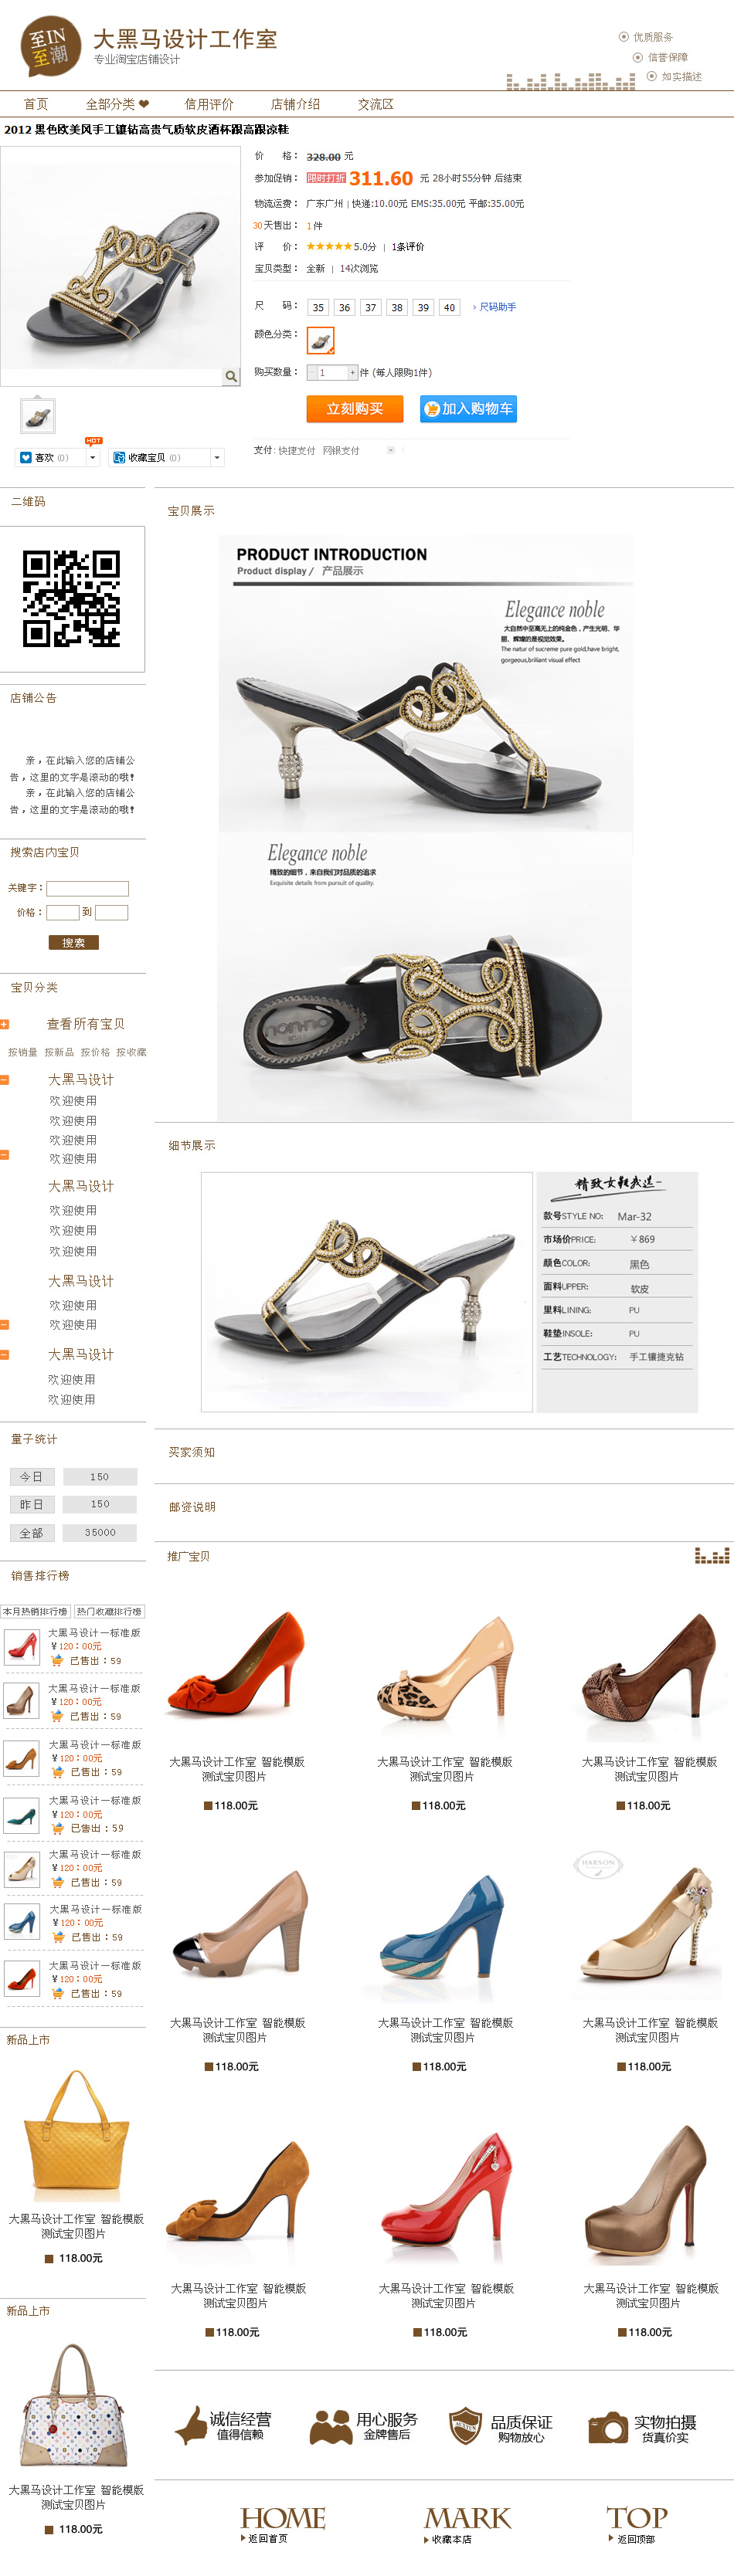 至IN
至潮
大黑马设计工作室
专业淘宝店铺设计
优质服务
信誉保障
如实描述
首页 全部分类 信用评价 店铺介绍 交流区
2012 黑色欧美风手工镶钻高贵气质软皮酒杯跟高跟凉鞋
价 格： 328.00 元
参加促销： 限时打折 311.60 元 28小时55分钟 后结束
物流运费： 广东广州 | 快递:10.00元 EMS:35.00元 平邮:35.00元
30天售出： 1件
评 价： 5.0分 | 1条评价
宝贝类型： 全新 | 14次浏览
尺 码： 35 36 37 38 39 40 › 尺码助手
颜色分类：
购买数量： 1 件 (每人限购1件)
立刻购买 加入购物车
HOT
喜欢 (0) 收藏宝贝 (0)
支付: 快捷支付 网银支付
二维码
店铺公告
亲，在此输入您的店铺公
告，这里的文字是滚动的哦!
亲，在此输入您的店铺公
告，这里的文字是滚动的哦!
搜索店内宝贝
关键字：
价格： 到
搜索
宝贝分类
查看所有宝贝
按销量 按新品 按价格 按收藏
大黑马设计
欢迎使用
欢迎使用
欢迎使用
欢迎使用
大黑马设计
欢迎使用
欢迎使用
欢迎使用
大黑马设计
欢迎使用
欢迎使用
大黑马设计
欢迎使用
欢迎使用
量子统计
今日 150
昨日 150
全部 35000
销售排行榜
本月热销排行榜 热门收藏排行榜
大黑马设计一标准版
￥120：00元
已售出：59
大黑马设计一标准版
￥120：00元
已售出：59
大黑马设计一标准版
￥120：00元
已售出：59
大黑马设计一标准版
￥120：00元
已售出：59
大黑马设计一标准版
￥120：00元
已售出：59
大黑马设计一标准版
￥120：00元
已售出：59
大黑马设计一标准版
￥120：00元
已售出：59
新品上市
大黑马设计工作室 智能模版
测试宝贝图片
118.00元
新品上市
大黑马设计工作室 智能模版
测试宝贝图片
118.00元
宝贝展示
PRODUCT INTRODUCTION
Product display / 产品展示
Elegance noble
大自然中至高无上的纯金色，产生光明、华
丽、辉煌的是视觉效果。
The natur of sucreme pure gold,have bright,
gorgeous,briliant visual effect
Elegance noble
精致的细节，来自我们对品质的追求
Exquisite details from pursuit of quality.
细节展示
精致女鞋我选
款号STYLE NO: Mar-32
市场价PRICE: ￥869
颜色COLOR: 黑色
面料UPPER: 软皮
里料LINING: PU
鞋垫INSOLE: PU
工艺TECHNOLOGY: 手工镶捷克钻
买家须知
邮资说明
推广宝贝
大黑马设计工作室 智能模版
测试宝贝图片
118.00元
大黑马设计工作室 智能模版
测试宝贝图片
118.00元
大黑马设计工作室 智能模版
测试宝贝图片
118.00元
HARSON
大黑马设计工作室 智能模版
测试宝贝图片
118.00元
大黑马设计工作室 智能模版
测试宝贝图片
118.00元
大黑马设计工作室 智能模版
测试宝贝图片
118.00元
大黑马设计工作室 智能模版
测试宝贝图片
118.00元
大黑马设计工作室 智能模版
测试宝贝图片
118.00元
大黑马设计工作室 智能模版
测试宝贝图片
118.00元
诚信经营
值得信赖
用心服务
金牌售后
品质保证
购物放心
实物拍摄
货真价实
HOME
返回首页
MARK
收藏本店
TOP
返回顶部